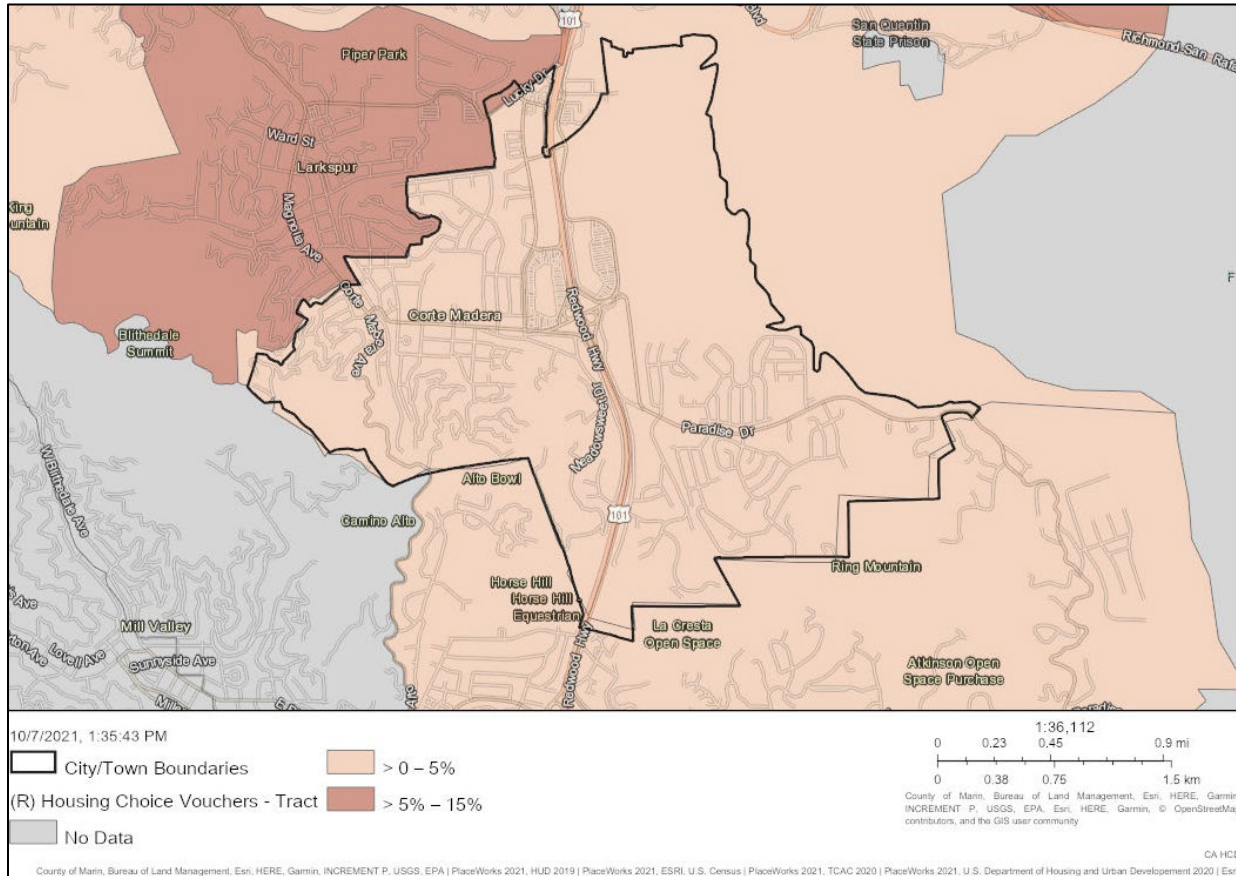 101
Blvd
San Quentin
State Prison
Richmond-San Rafa
Piper Park
Lucky Dr
Ward St
Larkspur
Magnolia Ave
King
untain
F
Corte Madera Ave
Corte Madera
Redwood Hwy
Blithedale
Summit
Meadowsweet Dr
Paradise Dr
W Blithedale Ave
Alto Bowl
101
Camino Alto
Ring Mountain
Horse Hill
Horse Hill
Equestrian
La Cresta
Open Space
Mill Valley
Lovell Ave
Sunnyside Ave
Redwood Hwy
Atkinson Open
Space Purchase
10/7/2021, 1:35:43 PM
City/Town Boundaries
> 0 – 5%
(R) Housing Choice Vouchers - Tract
> 5% – 15%
No Data
1:36,112
0 0.23 0.45 0.9 mi
0 0.38 0.75 1.5 km
County of Marin, Bureau of Land Management, Esri, HERE, Garmin,
INCREMENT P, USGS, EPA, Esri, HERE, Garmin, © OpenStreetMap
contributors, and the GIS user community
CA HCD
County of Marin, Bureau of Land Management, Esri, HERE, Garmin, INCREMENT P, USGS, EPA | PlaceWorks 2021, HUD 2019 | PlaceWorks 2021, ESRI, U.S. Census | PlaceWorks 2021, TCAC 2020 | PlaceWorks 2021, U.S. Department of Housing and Urban Developement 2020 | Esri